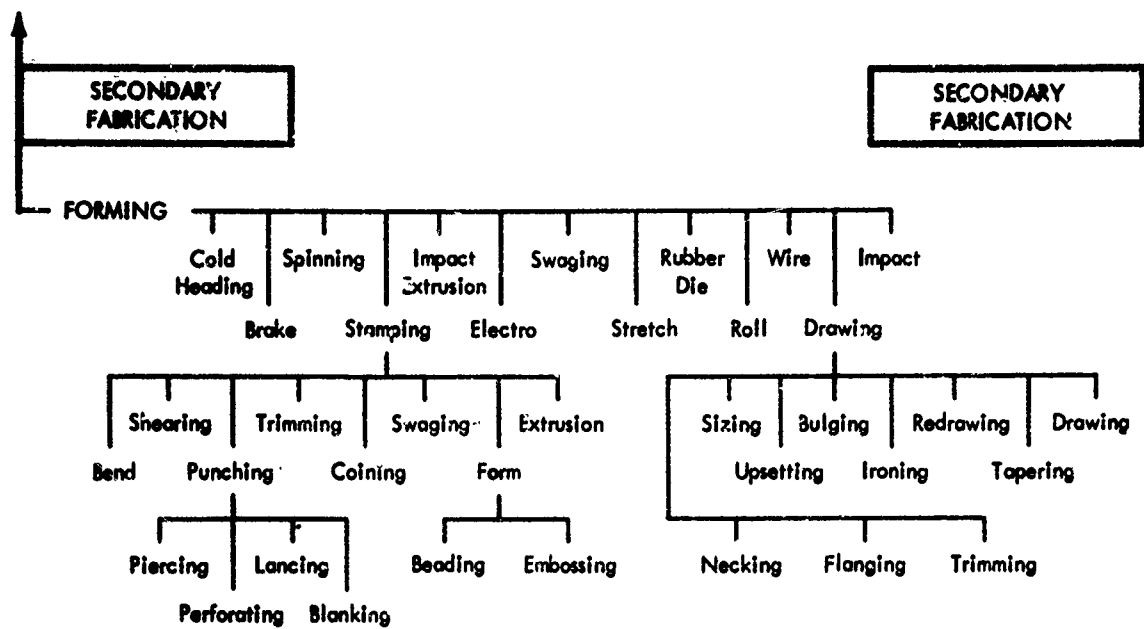 SECONDARY
FABRICATION
SECONDARY
FABRICATION
FORMING
Cold
Heading
Spinning
Impact
Extrusion
Swaging
Rubber
Die
Wire
Impact
Brake
Stamping
Electro
Stretch
Roll
Drawing
Shearing
Trimming
Swaging
Extrusion
Sizing
Bulging
Redrawing
Drawing
Bend
Punching
Coining
Form
Upsetting
Ironing
Tapering
Piercing
Lancing
Beading
Embossing
Necking
Flanging
Trimming
Perforating
Blanking